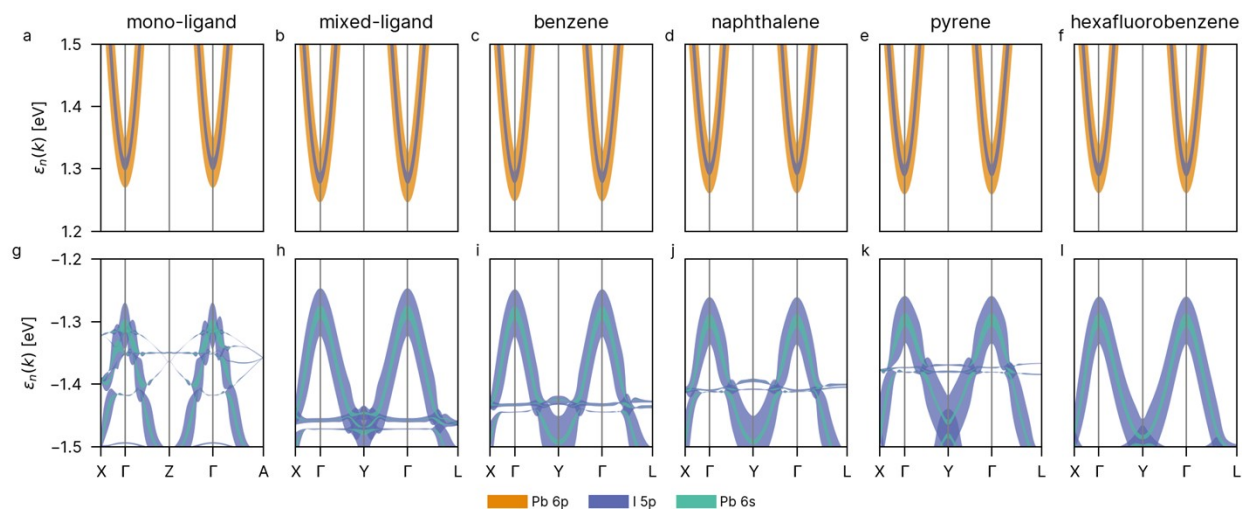 mono-ligand mixed-ligand benzene naphthalene pyrene hexafluorobenzene
a b c d e f
1.5
1.4
1.3
1.2
εn(k) [eV]
g h i j k l
−1.2
−1.3
−1.4
−1.5
εn(k) [eV]
X Γ Z Γ A X Γ Y Γ L X Γ Y Γ L X Γ Y Γ L X Γ Y Γ L X Γ Y Γ L
Pb 6p I 5p Pb 6s